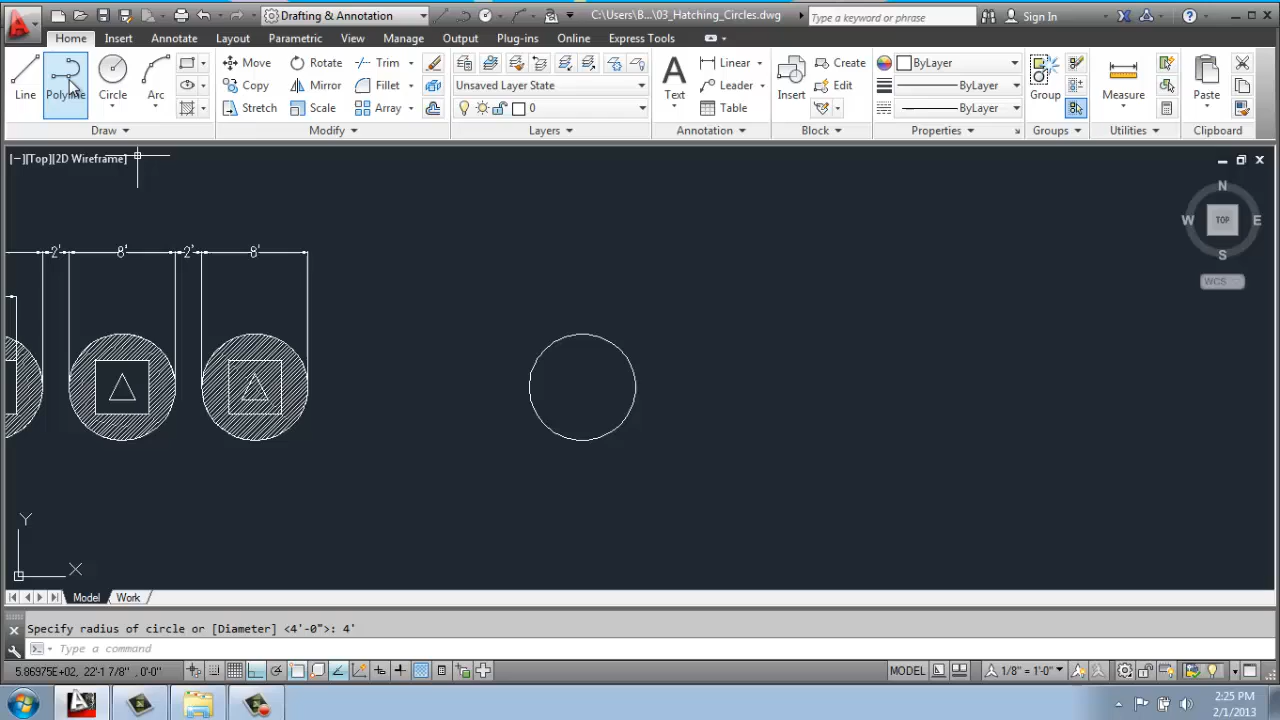 Drafting & Annotation
C:\Users\B...\03_Hatching_Circles.dwg
Type a keyword or phrase
Sign In
Home Insert Annotate Layout Parametric View Manage Output Plug-ins Online Express Tools
Line
Polyline
Circle
Arc
Move Rotate Trim
Copy Mirror Fillet
Stretch Scale Array
Unsaved Layer State
0
Text
Linear
Leader
Table
Insert
Create
Edit
ByLayer
ByLayer
ByLayer
Group
Measure
Paste
Draw Modify Layers Annotation Block Properties Groups Utilities Clipboard
[−][Top][2D Wireframe]
N
W TOP E
S
WCS
2' 8' 2' 8'
Y
X
Model Work
Specify radius of circle or [Diameter] <4'-0">: 4'
Type a command
5.86975E+02, 22'-1 7/8", 0'-0"
MODEL
1/8" = 1'-0"
2:25 PM
2/1/2013